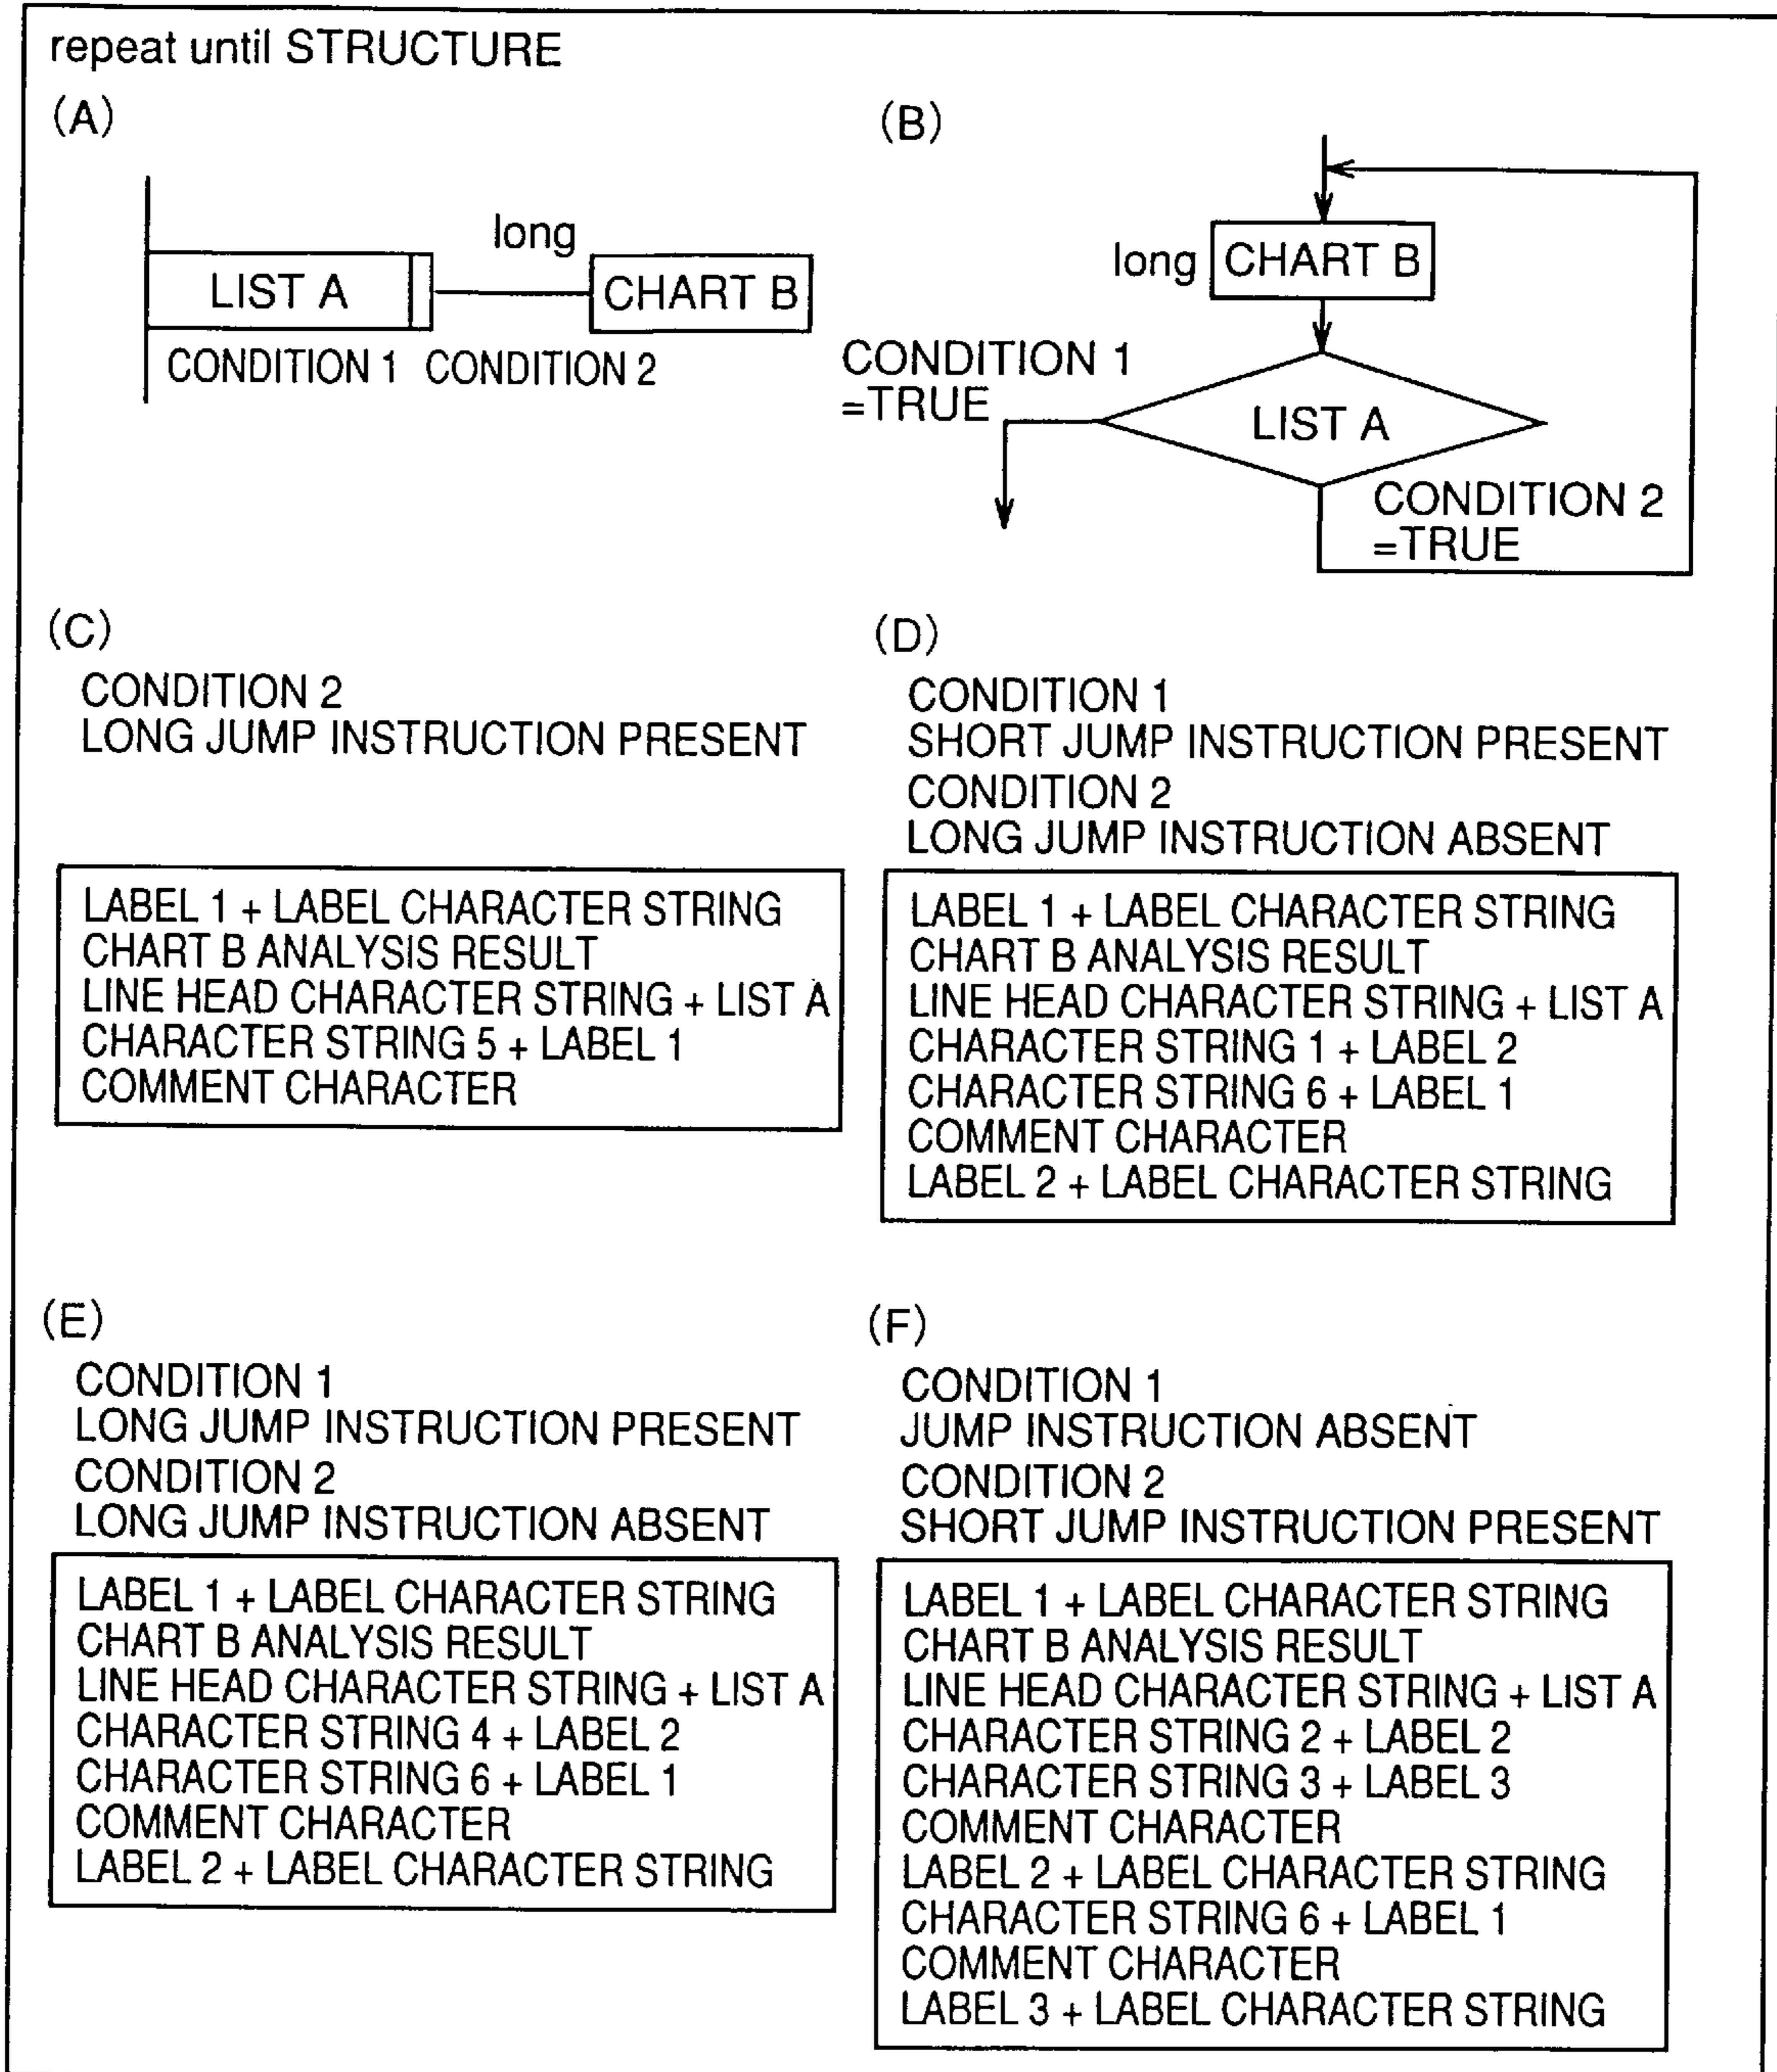 repeat until STRUCTURE
(A)
long
LIST A
CHART B
CONDITION 1 CONDITION 2
(B)
long
CHART B
CONDITION 1
=TRUE
LIST A
CONDITION 2
=TRUE
(C)
CONDITION 2
LONG JUMP INSTRUCTION PRESENT
LABEL 1 + LABEL CHARACTER STRING
CHART B ANALYSIS RESULT
LINE HEAD CHARACTER STRING + LIST A
CHARACTER STRING 5 + LABEL 1
COMMENT CHARACTER
(D)
CONDITION 1
SHORT JUMP INSTRUCTION PRESENT
CONDITION 2
LONG JUMP INSTRUCTION ABSENT
LABEL 1 + LABEL CHARACTER STRING
CHART B ANALYSIS RESULT
LINE HEAD CHARACTER STRING + LIST A
CHARACTER STRING 1 + LABEL 2
CHARACTER STRING 6 + LABEL 1
COMMENT CHARACTER
LABEL 2 + LABEL CHARACTER STRING
(E)
CONDITION 1
LONG JUMP INSTRUCTION PRESENT
CONDITION 2
LONG JUMP INSTRUCTION ABSENT
LABEL 1 + LABEL CHARACTER STRING
CHART B ANALYSIS RESULT
LINE HEAD CHARACTER STRING + LIST A
CHARACTER STRING 4 + LABEL 2
CHARACTER STRING 6 + LABEL 1
COMMENT CHARACTER
LABEL 2 + LABEL CHARACTER STRING
(F)
CONDITION 1
JUMP INSTRUCTION ABSENT
CONDITION 2
SHORT JUMP INSTRUCTION PRESENT
LABEL 1 + LABEL CHARACTER STRING
CHART B ANALYSIS RESULT
LINE HEAD CHARACTER STRING + LIST A
CHARACTER STRING 2 + LABEL 2
CHARACTER STRING 3 + LABEL 3
COMMENT CHARACTER
LABEL 2 + LABEL CHARACTER STRING
CHARACTER STRING 6 + LABEL 1
COMMENT CHARACTER
LABEL 3 + LABEL CHARACTER STRING